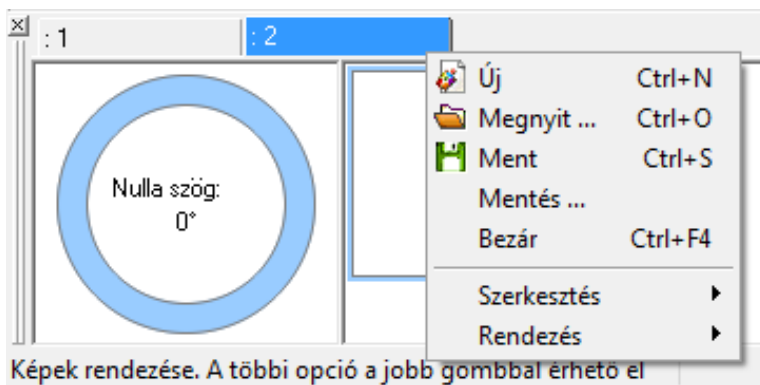 : 1
: 2
Új Ctrl+N
Megnyit ... Ctrl+O
Ment Ctrl+S
Mentés ...
Bezár Ctrl+F4
Szerkesztés
Rendezés
Nulla szög:
0°
Képek rendezése. A többi opció a jobb gombbal érhetö el